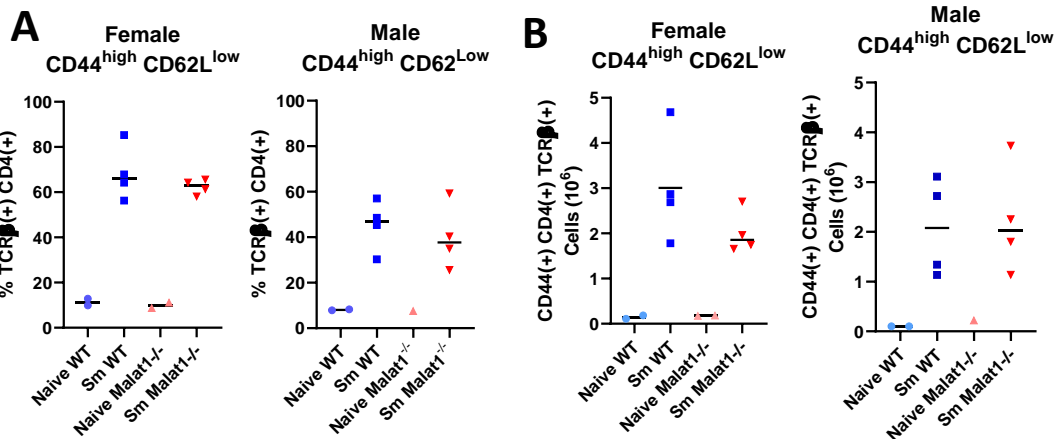 A
Female
CD44high CD62Llow
% TCRβ(+) CD4(+)
100
80
60
40
20
0
Naive WT
Sm WT
Naive Malat1-/-
Sm Malat1-/-
Male
CD44high CD62Low
% TCRβ(+) CD4(+)
100
80
60
40
20
0
Naive WT
Sm WT
Naive Malat1-/-
Sm Malat1-/-
B
Female
CD44high CD62Llow
CD44(+) CD4(+) TCRβ(+)
Cells (10^6)
5
4
3
2
1
0
Naive WT
Sm WT
Naive Malat1-/-
Sm Malat1-/-
Male
CD44high CD62Llow
CD44(+) CD4(+) TCRβ(+)
Cells (10^6)
5
4
3
2
1
0
Naive WT
Sm WT
Naive Malat1-/-
Sm Malat1-/-